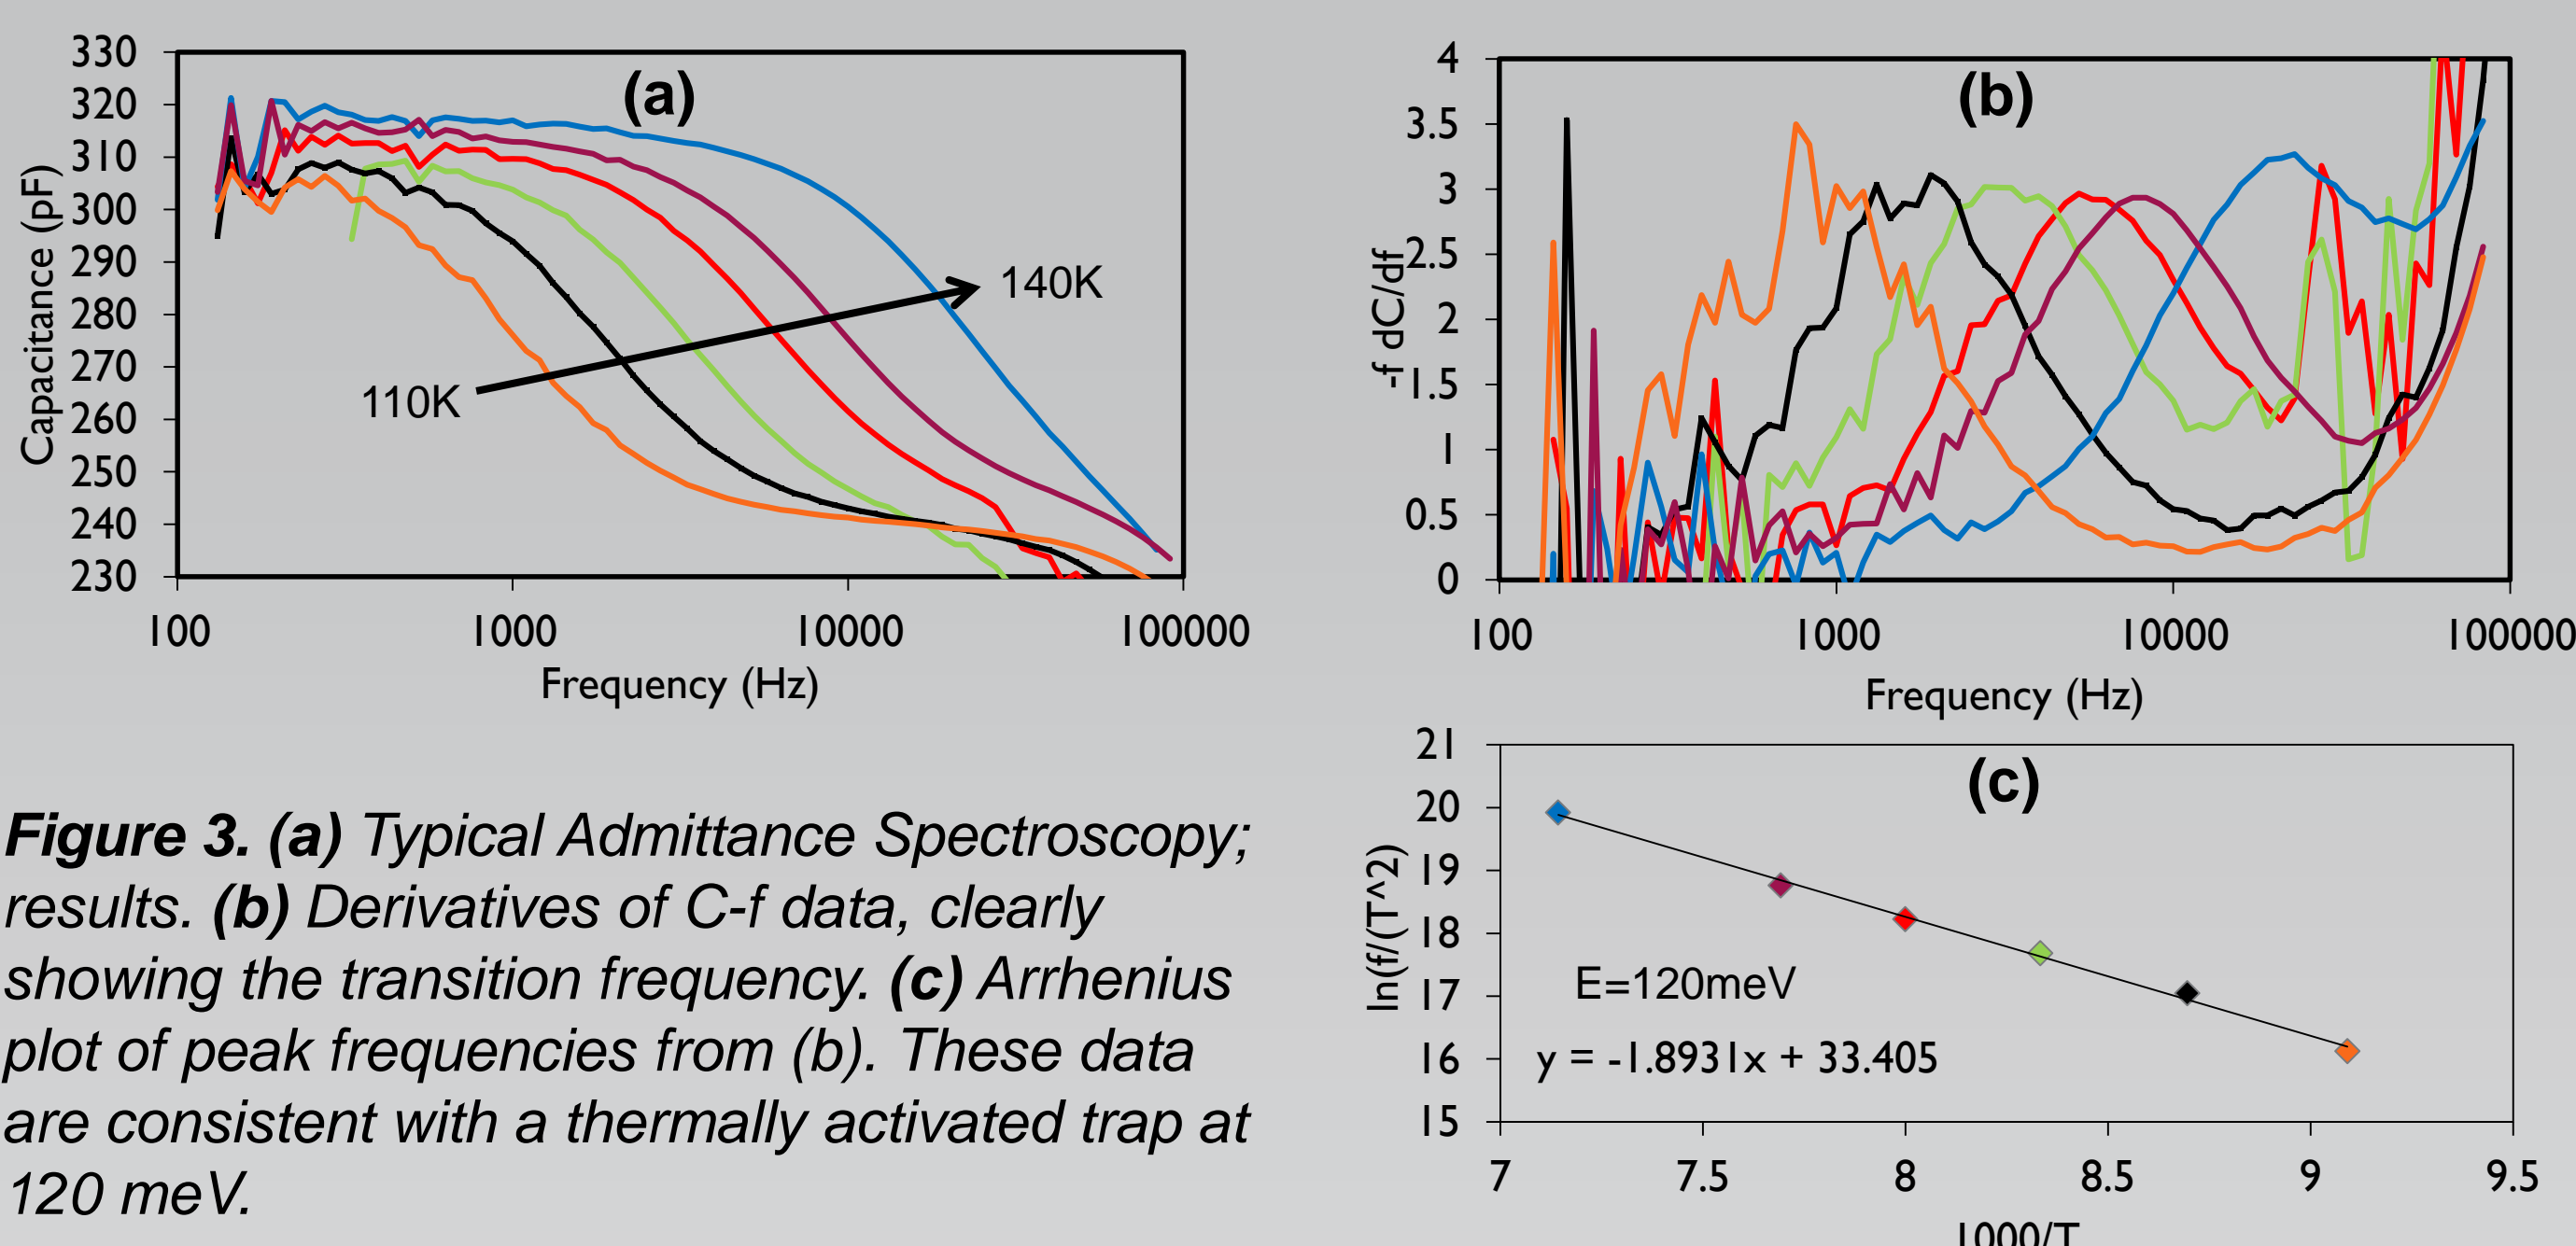 (a)
330
320
310
300
290
280
270
260
250
240
230
Capacitance (pF)
140K
110K
100
1000
10000
100000
Frequency (Hz)
(b)
4
3.5
3
2.5
2
1.5
1
0.5
0
-f dC/df
100
1000
10000
100000
Frequency (Hz)
(c)
21
20
19
18
17
16
15
ln(f/(T^2)
E=120meV
y = -1.8931x + 33.405
7
7.5
8
8.5
9
9.5
1000/T
Figure 3. (a) Typical Admittance Spectroscopy;
results. (b) Derivatives of C-f data, clearly
showing the transition frequency. (c) Arrhenius
plot of peak frequencies from (b). These data
are consistent with a thermally activated trap at
120 meV.